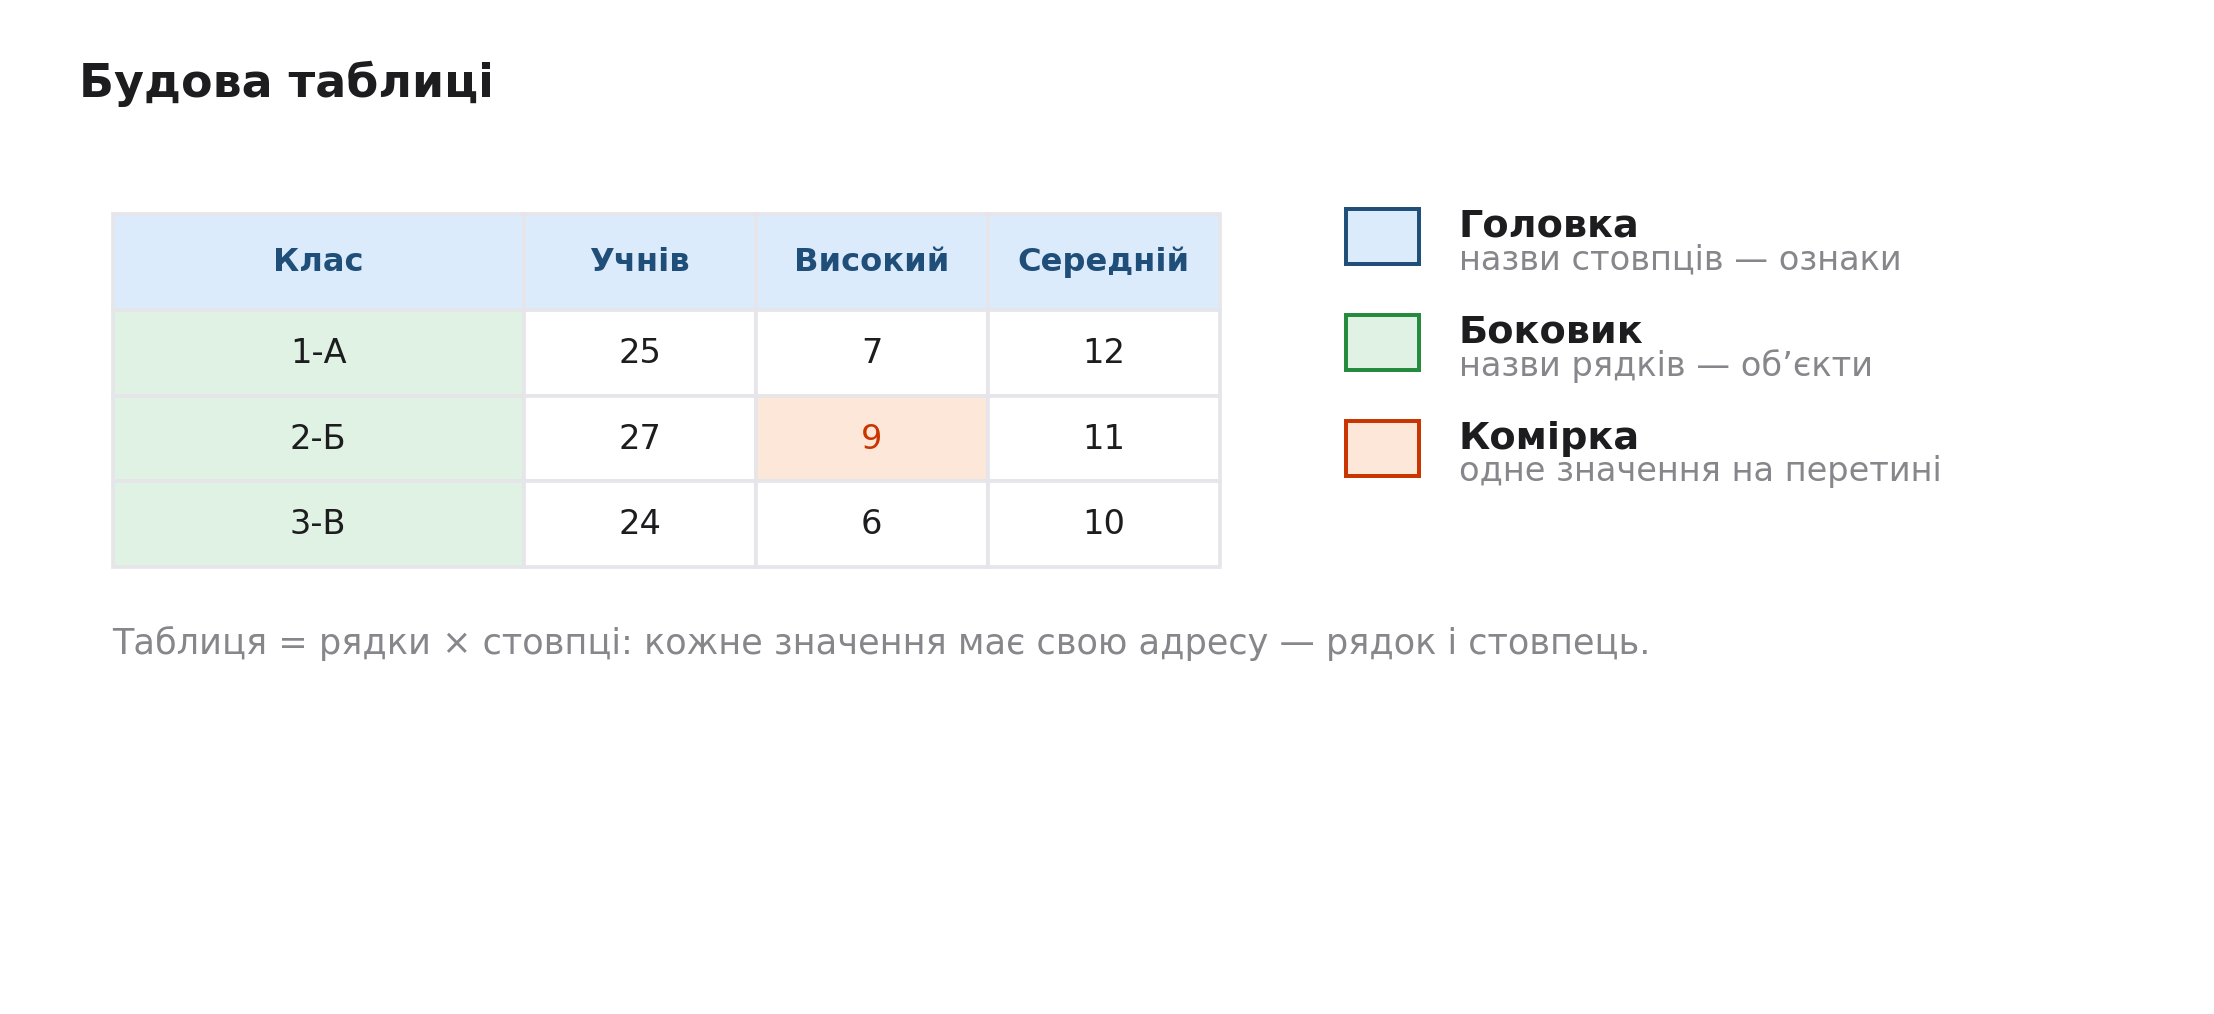 Будова таблиці
Клас Учнів Високий Середній
1-А 25 7 12
2-Б 27 9 11
3-В 24 6 10
Головка
назви стовпців — ознаки
Боковик
назви рядків — об’єкти
Комірка
одне значення на перетині
Таблиця = рядки × стовпці: кожне значення має свою адресу — рядок і стовпець.